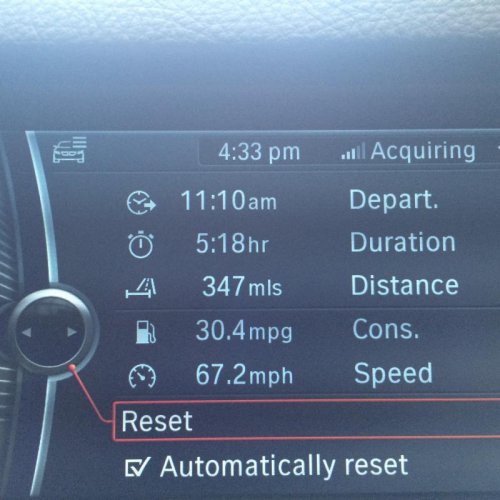 4:33 pm Acquiring
11:10am Depart.
5:18hr Duration
347mls Distance
30.4mpg Cons.
67.2mph Speed
Reset
Automatically reset